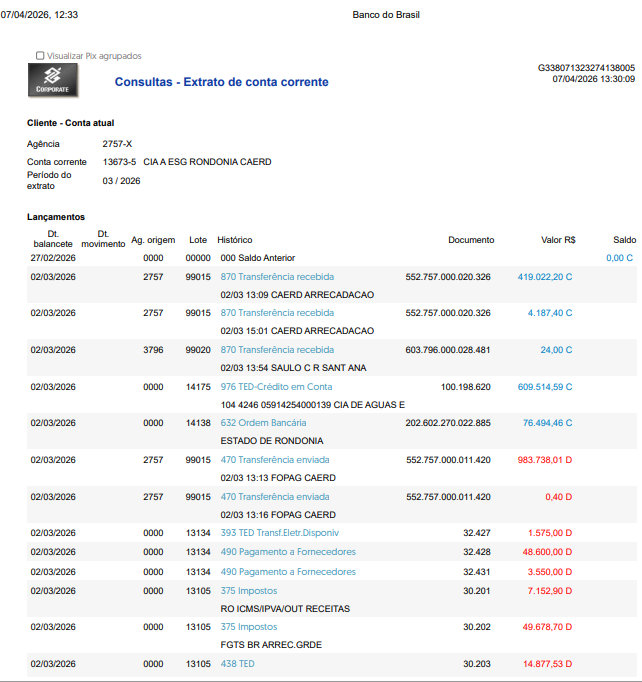 07/04/2026, 12:33 Banco do Brasil
Visualizar Pix agrupados
CORPORATE
Consultas - Extrato de conta corrente
G338071323274138005
07/04/2026 13:30:09
Cliente - Conta atual
Agência 2757-X
Conta corrente 13673-5 CIA A ESG RONDONIA CAERD
Período do extrato 03 / 2026
Lançamentos
Dt. balancete Dt. movimento Ag. origem Lote Histórico Documento Valor R$ Saldo
27/02/2026 0000 00000 000 Saldo Anterior 0,00 C
02/03/2026 2757 99015 870 Transferência recebida 552.757.000.020.326 419.022,20 C
02/03 13:09 CAERD ARRECADACAO
02/03/2026 2757 99015 870 Transferência recebida 552.757.000.020.326 4.187,40 C
02/03 15:01 CAERD ARRECADACAO
02/03/2026 3796 99020 870 Transferência recebida 603.796.000.028.481 24,00 C
02/03 13:54 SAULO C R SANT ANA
02/03/2026 0000 14175 976 TED-Crédito em Conta 100.198.620 609.514,59 C
104 4246 05914254000139 CIA DE AGUAS E
02/03/2026 0000 14138 632 Ordem Bancária 202.602.270.022.885 76.494,46 C
ESTADO DE RONDONIA
02/03/2026 2757 99015 470 Transferência enviada 552.757.000.011.420 983.738,01 D
02/03 13:13 FOPAG CAERD
02/03/2026 2757 99015 470 Transferência enviada 552.757.000.011.420 0,40 D
02/03 13:16 FOPAG CAERD
02/03/2026 0000 13134 393 TED Transf.Eletr.Disponiv 32.427 1.575,00 D
02/03/2026 0000 13134 490 Pagamento a Fornecedores 32.428 48.600,00 D
02/03/2026 0000 13134 490 Pagamento a Fornecedores 32.431 3.550,00 D
02/03/2026 0000 13105 375 Impostos 30.201 7.152,90 D
RO ICMS/IPVA/OUT RECEITAS
02/03/2026 0000 13105 375 Impostos 30.202 49.678,70 D
FGTS BR ARREC.GRDE
02/03/2026 0000 13105 438 TED 30.203 14.877,53 D